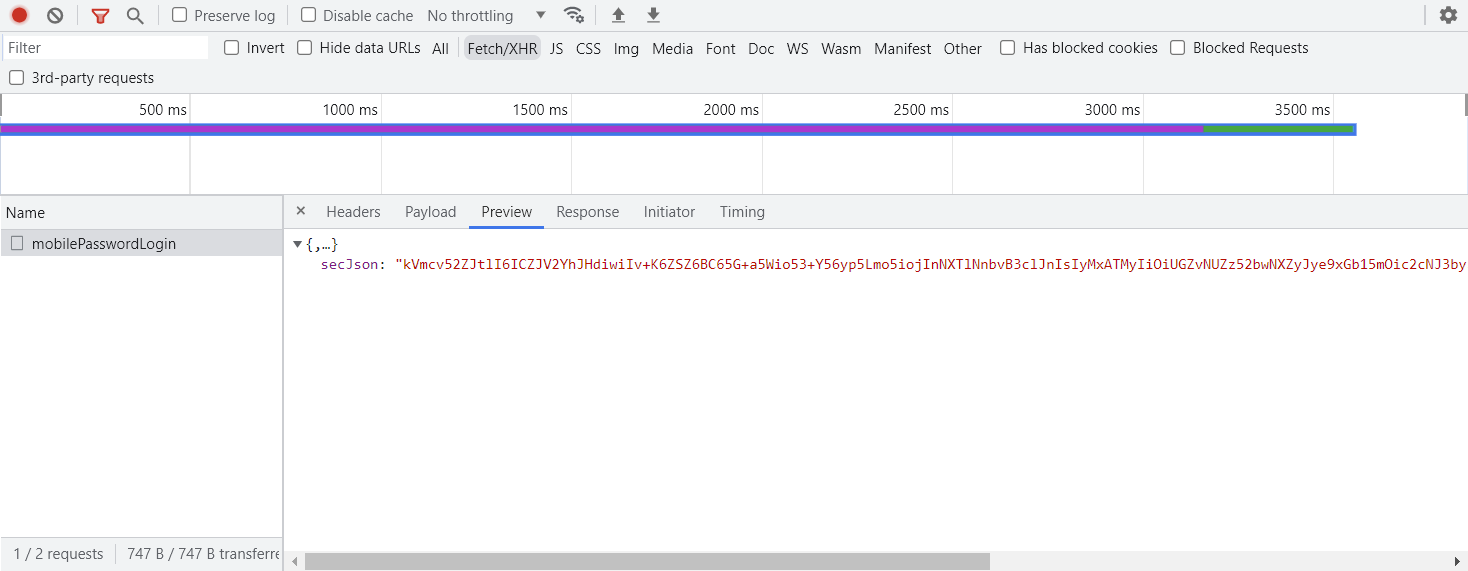 Preserve log Disable cache No throttling
Filter Invert Hide data URLs All Fetch/XHR JS CSS Img Media Font Doc WS Wasm Manifest Other Has blocked cookies Blocked Requests
3rd-party requests
500 ms 1000 ms 1500 ms 2000 ms 2500 ms 3000 ms 3500 ms
Name × Headers Payload Preview Response Initiator Timing
mobilePasswordLogin ▼{,…}
secJson: "kVmcv52ZJtlI6ICZJV2YhJHdiwiIv+K6ZSZ6BC65G+a5Wio53+Y56yp5Lmo5iojInNXTlNnbvB3clJnIsIyMxATMyIiOiUGZvNUZz52bwNXZyJye9xGb15mOic2cNJ3by
1 / 2 requests 747 B / 747 B transferre